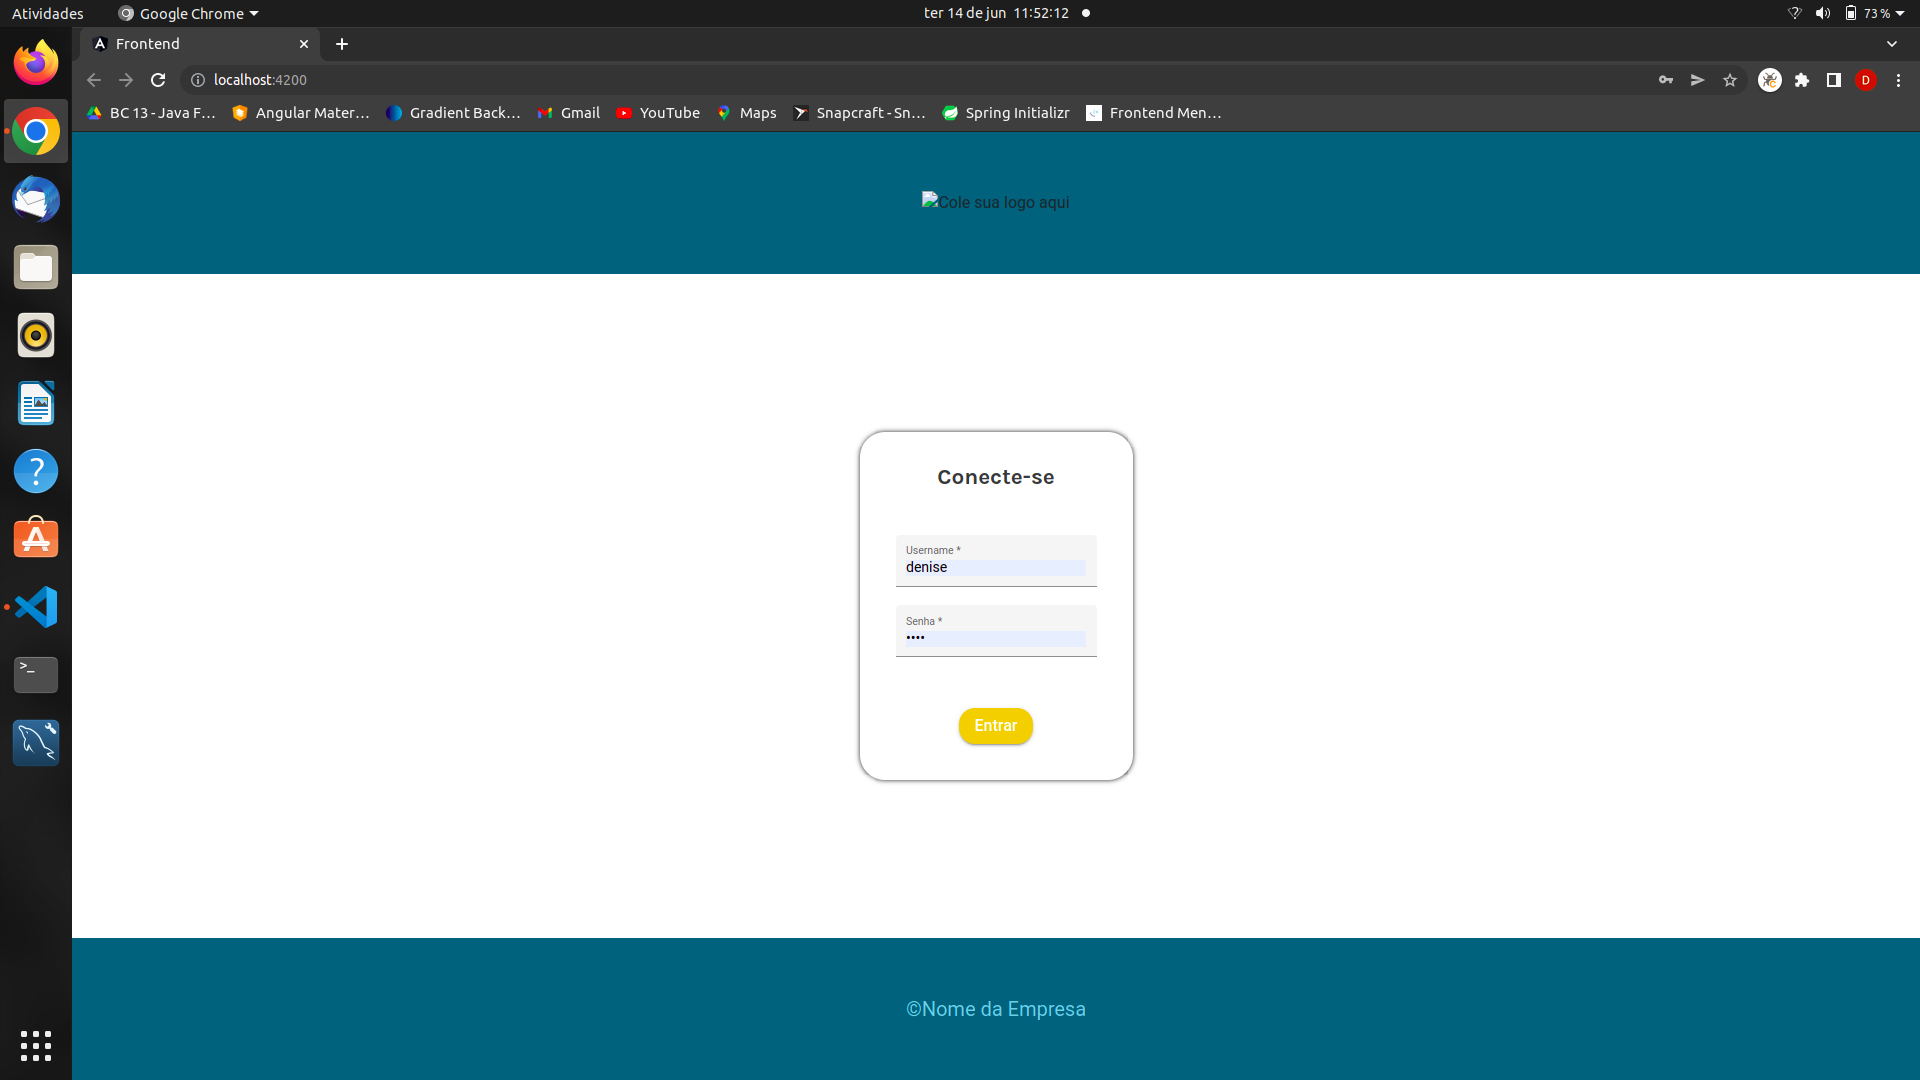 Atividades
Google Chrome
ter 14 de jun 11:52:12
73 %
Frontend
localhost:4200
D
BC 13 - Java F...
Angular Mater...
Gradient Back...
Gmail
YouTube
Maps
Snapcraft - Sn...
Spring Initializr
Frontend Men...
Cole sua logo aqui
Conecte-se
Username *
denise
Senha *
••••
Entrar
©Nome da Empresa